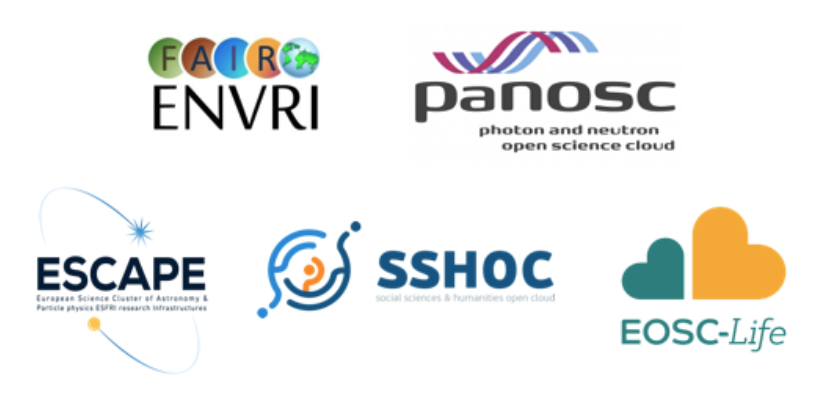 FAIR
ENVRI
panosc
photon and neutron
open science cloud
ESCAPE
European Science Cluster of Astronomy &
Particle physics ESFRI research Infrastructures
SSHOC
social sciences & humanities open cloud
EOSC-Life